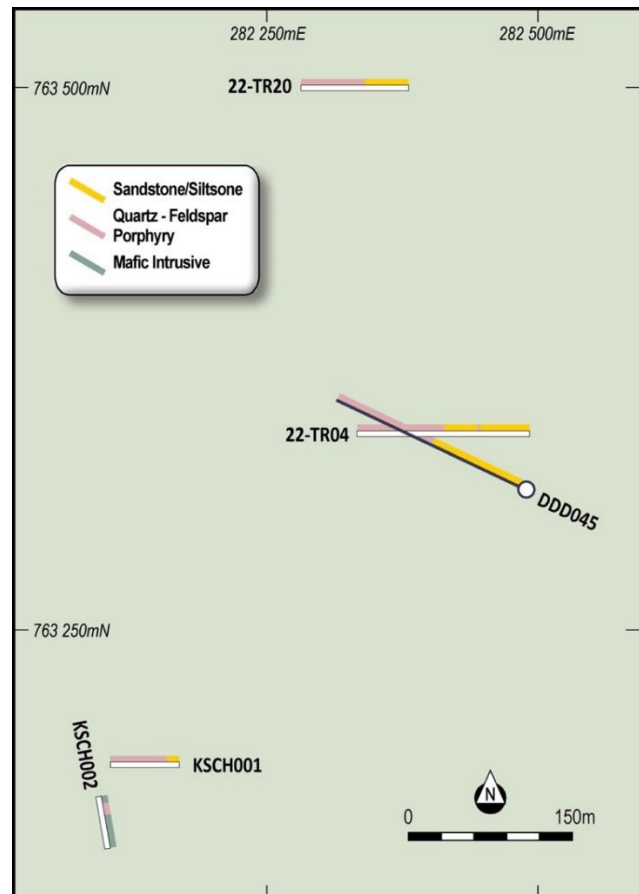 282 250mE
282 500mE
763 500mN
22-TR20
Sandstone/Siltsone
Quartz - Feldspar
Porphyry
Mafic Intrusive
22-TR04
DDD045
763 250mN
KSCH002
KSCH001
N
0
150m